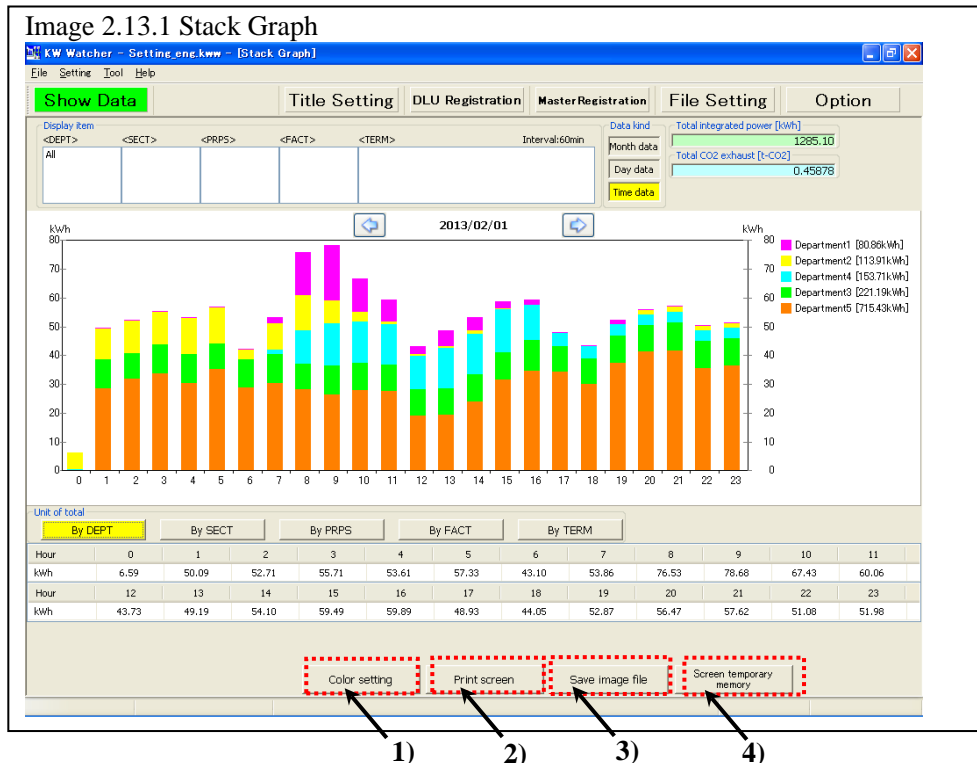 Image 2.13.1 Stack Graph
KW Watcher - Setting_eng.kww - [Stack Graph]
File Setting Tool Help
Show Data Title Setting DLU Registration MasterRegistration File Setting Option
Display item Data kind Total integrated power [kWh]
<DEPT> <SECT> <PRPS> <FACT> <TERM> Interval:60min
All Month data 1285.10
Total CO2 exhaust [t-CO2]
Day data 0.45878
Time data
kWh 2013/02/01 kWh
80 80 Department1 [80.86kWh]
Department2 [113.91kWh]
70 70 Department4 [153.71kWh]
Department3 [221.19kWh]
60 60 Department5 [715.43kWh]
50 50
40 40
30 30
20 20
10 10
0 0
0 1 2 3 4 5 6 7 8 9 10 11 12 13 14 15 16 17 18 19 20 21 22 23
Unit of total
By DEPT By SECT By PRPS By FACT By TERM
Hour 0 1 2 3 4 5 6 7 8 9 10 11
kWh 6.59 50.09 52.71 55.71 53.61 57.33 43.10 53.86 76.53 78.68 67.43 60.06
Hour 12 13 14 15 16 17 18 19 20 21 22 23
kWh 43.73 49.19 54.10 59.49 59.89 48.93 44.05 52.87 56.47 57.62 51.08 51.98
Color setting Print screen Save image file Screen temporary
memory
1) 2) 3) 4)